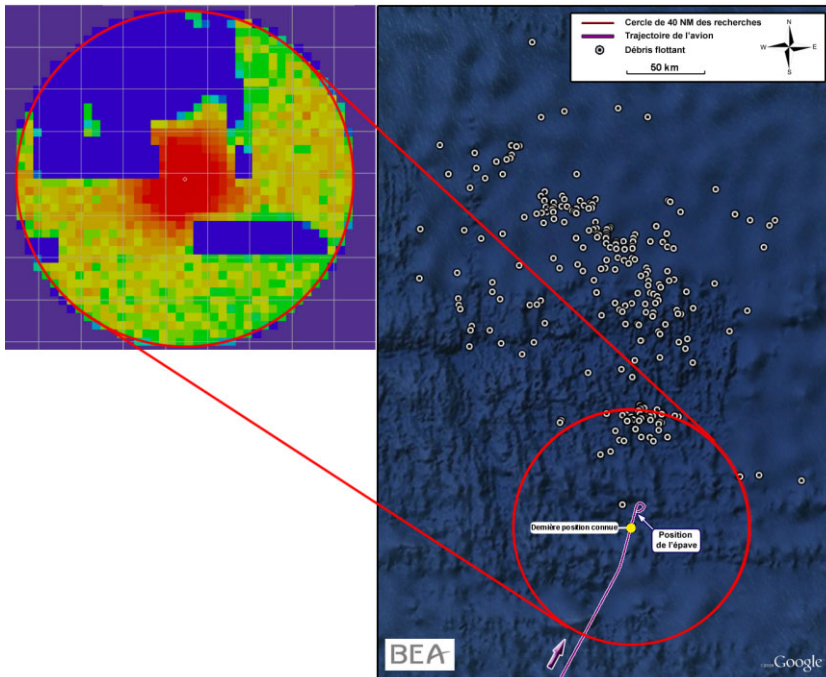 Cercle de 40 NM des recherches
Trajectoire de l'avion
Débris flottant
50 km
N
W
E
S
Dernière position connue
Position
de l'épave
BEA
Google